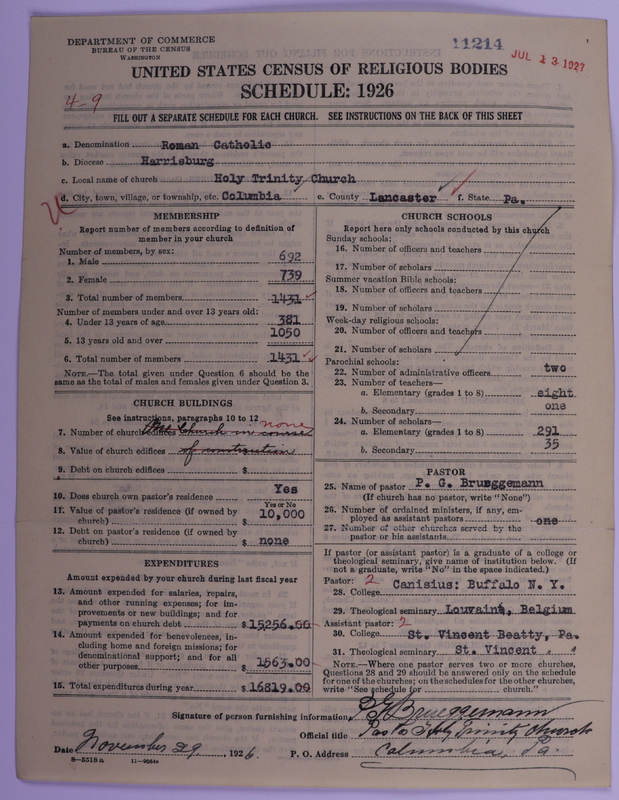 DEPARTMENT OF COMMERCE
BUREAU OF THE CENSUS
WASHINGTON
11214
JUL 13 1927
UNITED STATES CENSUS OF RELIGIOUS BODIES
SCHEDULE: 1926
4-9
FILL OUT A SEPARATE SCHEDULE FOR EACH CHURCH. SEE INSTRUCTIONS ON THE BACK OF THIS SHEET
a. Denomination Roman Catholic
b. Diocese Harrisburg
c. Local name of church Holy Trinity Church
d. City, town, village, or township, etc. Columbia e. County Lancaster f. State Pa.
MEMBERSHIP
Report number of members according to definition of
member in your church
Number of members, by sex:
1. Male 692
2. Female 739
3. Total number of members 1431
Number of members under and over 13 years old:
4. Under 13 years of age 381
5. 13 years old and over 1050
6. Total number of members 1431
NOTE.—The total given under Question 6 should be the
same as the total of males and females given under Question 3.
CHURCH BUILDINGS
See instructions, paragraphs 10 to 12
7. Number of church edifices Church in course none
8. Value of church edifices of construction
9. Debt on church edifices $
10. Does church own pastor's residence Yes
Yes or No
11. Value of pastor's residence (if owned by
church) $ 10,000
12. Debt on pastor's residence (if owned by
church) $ none
EXPENDITURES
Amount expended by your church during last fiscal year
13. Amount expended for salaries, repairs,
and other running expenses; for im-
provements or new buildings; and for
payments on church debt $ 15256.00
14. Amount expended for benevolences, in-
cluding home and foreign missions; for
denominational support; and for all
other purposes 1563.00
15. Total expenditures during year $ 16819.00
CHURCH SCHOOLS
Report here only schools conducted by this church
Sunday schools:
16. Number of officers and teachers
17. Number of scholars
Summer vacation Bible schools:
18. Number of officers and teachers
19. Number of scholars
Week-day religious schools:
20. Number of officers and teachers
21. Number of scholars
Parochial schools:
22. Number of administrative officers two
23. Number of teachers—
a. Elementary (grades 1 to 8) eight
b. Secondary one
24. Number of scholars—
a. Elementary (grades 1 to 8) 291
b. Secondary 35
PASTOR
25. Name of pastor P. G. Brueggemann
(If church has no pastor, write "None")
26. Number of ordained ministers, if any, em-
ployed as assistant pastors one
27. Number of other churches served by the
pastor or his assistants
If pastor (or assistant pastor) is a graduate of a college or
theological seminary, give name of institution below. (If
not a graduate, write "No" in the space indicated.)
Pastor: 2
28. College Canisius: Buffalo N. Y.
29. Theological seminary Louvain, Belgium
Assistant pastor: 2
30. College St. Vincent Beatty, Pa.
31. Theological seminary St. Vincent " "
NOTE.—Where one pastor serves two or more churches,
Questions 28 and 29 should be answered only on the schedule
for one of the churches; on the schedules for the other churches,
write "See schedule for church."
Signature of person furnishing information P. G. Brueggemann
Official title Pastor Holy Trinity Church
Date November 29, 1926. P. O. Address Columbia, Pa.
8—5518a